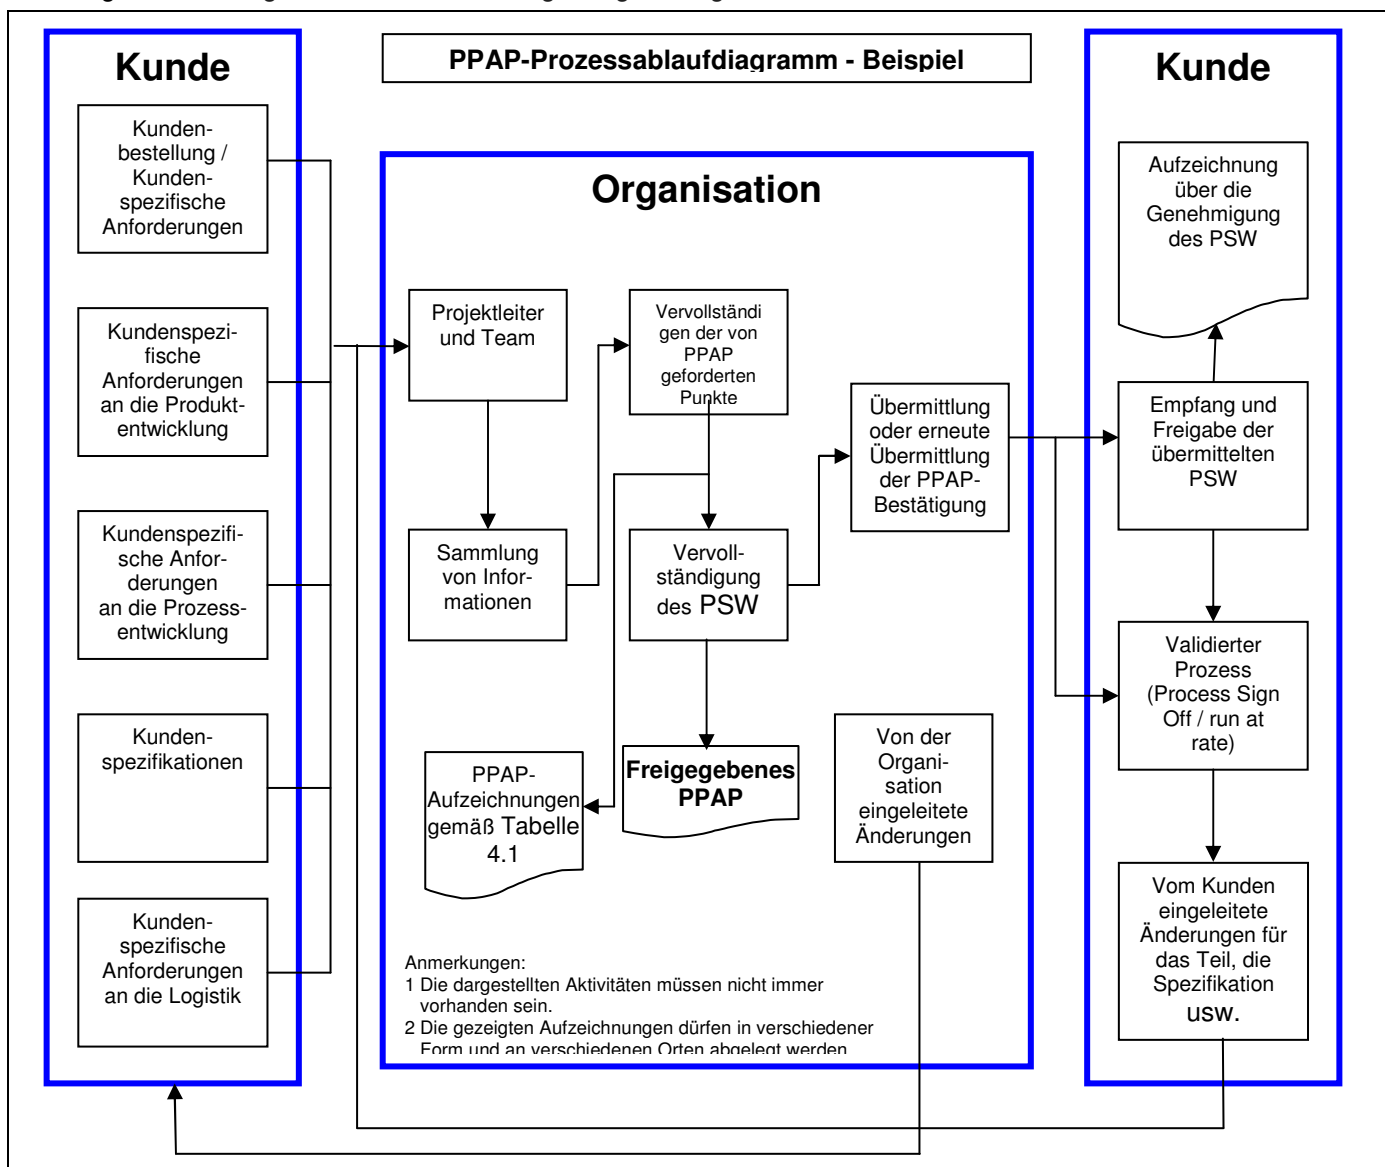 PPAP-Prozessablaufdiagramm - Beispiel
Kunde
Kunden-
bestellung /
Kunden-
spezifische
Anforderungen
Kundenspezi-
fische
Anforderungen
an die Produkt-
entwicklung
Kundenspezifi-
sche Anfor-
derungen
an die Prozess-
entwicklung
Kunden-
spezifikationen
Kunden-
spezifische
Anforderungen
an die Logistik
Organisation
Projektleiter
und Team
Vervollständi
gen der von
PPAP
geforderten
Punkte
Sammlung
von Infor-
mationen
Vervoll-
ständigung
des PSW
Übermittlung
oder erneute
Übermittlung
der PPAP-
Bestätigung
PPAP-
Aufzeichnungen
gemäß Tabelle
4.1
Freigegebenes
PPAP
Von der
Organi-
sation
eingeleitete
Änderungen
Anmerkungen:
1 Die dargestellten Aktivitäten müssen nicht immer
vorhanden sein.
2 Die gezeigten Aufzeichnungen dürfen in verschiedener
Form und an verschiedenen Orten abgelegt werden
Kunde
Aufzeichnung
über die
Genehmigung
des PSW
Empfang und
Freigabe der
übermittelten
PSW
Validierter
Prozess
(Process Sign
Off / run at
rate)
Vom Kunden
eingeleitete
Änderungen für
das Teil, die
Spezifikation
usw.